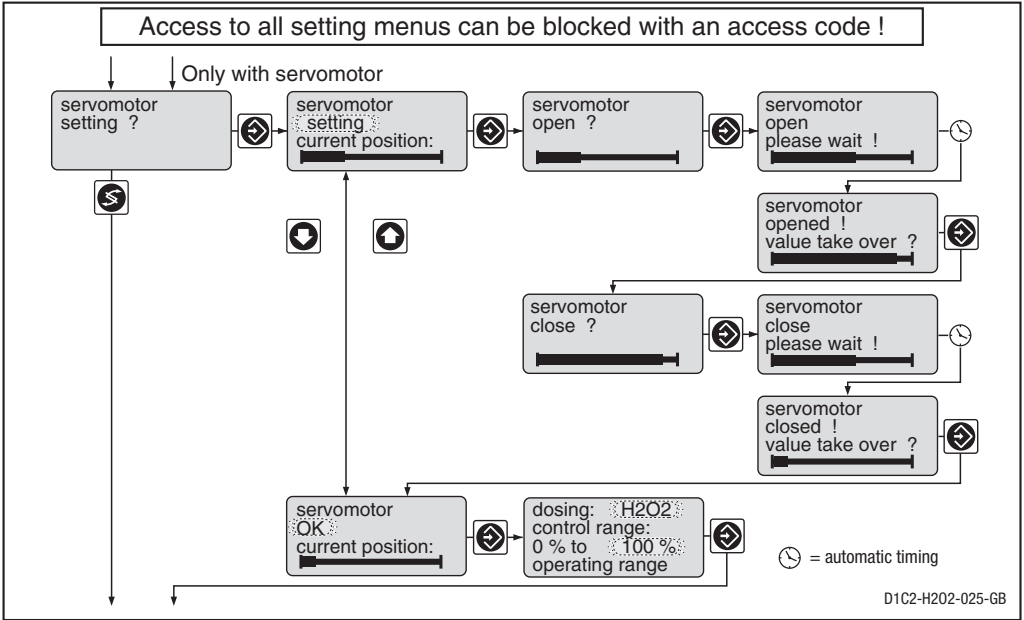 Access to all setting menus can be blocked with an access code !
Only with servomotor
servomotor
setting ?
servomotor
setting
current position:
servomotor
open ?
servomotor
open
please wait !
servomotor
opened !
value take over ?
servomotor
close ?
servomotor
close
please wait !
servomotor
closed !
value take over ?
servomotor
OK
current position:
dosing: H2O2
control range:
0 % to 100 %
operating range
= automatic timing
D1C2-H2O2-025-GB